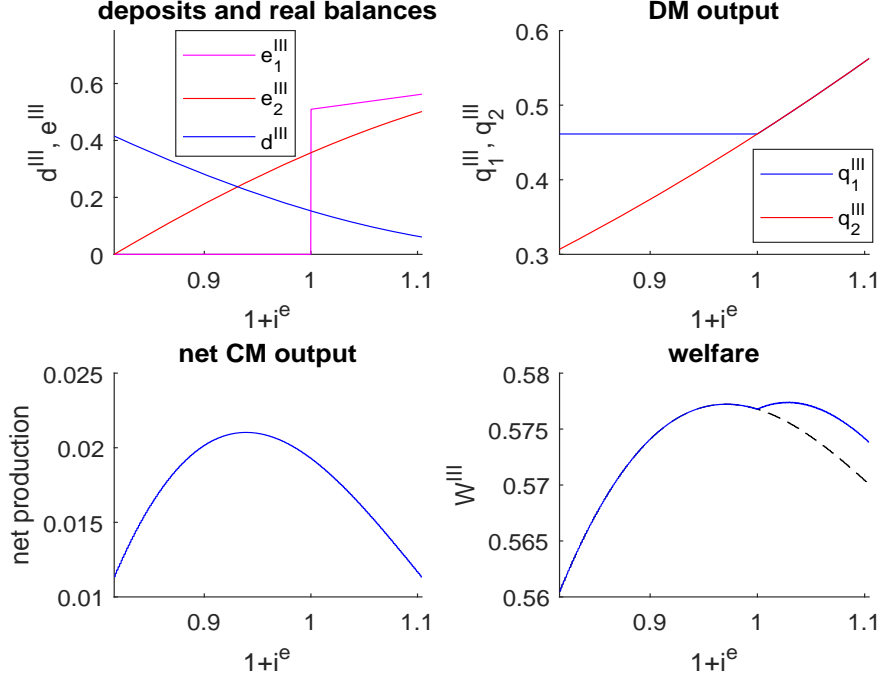 deposits and real balances
d^III, e^III
0.6
0.4
0.2
0
e_1^III
e_2^III
d^III
0.9
1
1.1
1+i^e
DM output
q_1^III, q_2^III
0.6
0.5
0.4
0.3
q_1^III
q_2^III
0.9
1
1.1
1+i^e
net CM output
net production
0.025
0.02
0.015
0.01
0.9
1
1.1
1+i^e
welfare
W^III
0.58
0.575
0.57
0.565
0.56
0.9
1
1.1
1+i^e